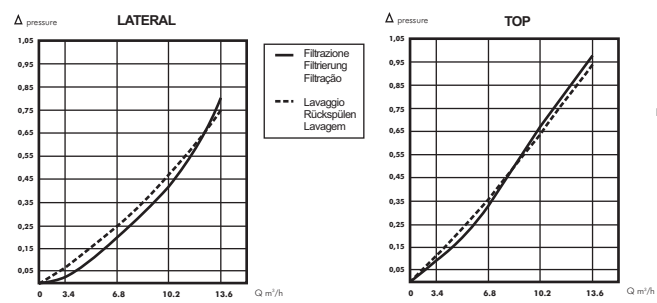 Δ pressure
LATERAL
1,05
0,95
0,85
0,75
0,65
0,55
0,45
0,35
0,25
0,15
0,05
0 3.4 6.8 10.2 13.6 Q m³/h
Filtrazione
Filtrierung
Filtração
Lavaggio
Rückspülen
Lavagem
Δ pressure
TOP
1,05
0,95
0,85
0,75
0,65
0,55
0,45
0,35
0,25
0,15
0,05
0 3.4 6.8 10.2 13.6 Q m³/h